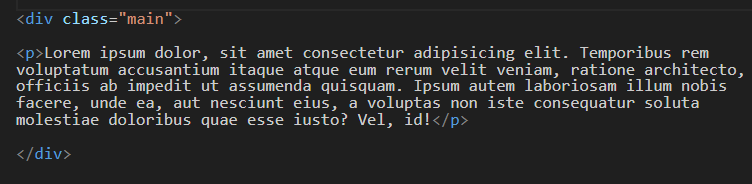 <div class="main">
<p>Lorem ipsum dolor, sit amet consectetur adipisicing elit. Temporibus rem
voluptatum accusantium itaque atque eum rerum velit veniam, ratione architecto,
officiis ab impedit ut assumenda quisquam. Ipsum autem laboriosam illum nobis
facere, unde ea, aut nesciunt eius, a voluptas non iste consequatur soluta
molestiae doloribus quae esse iusto? Vel, id!</p>
</div>